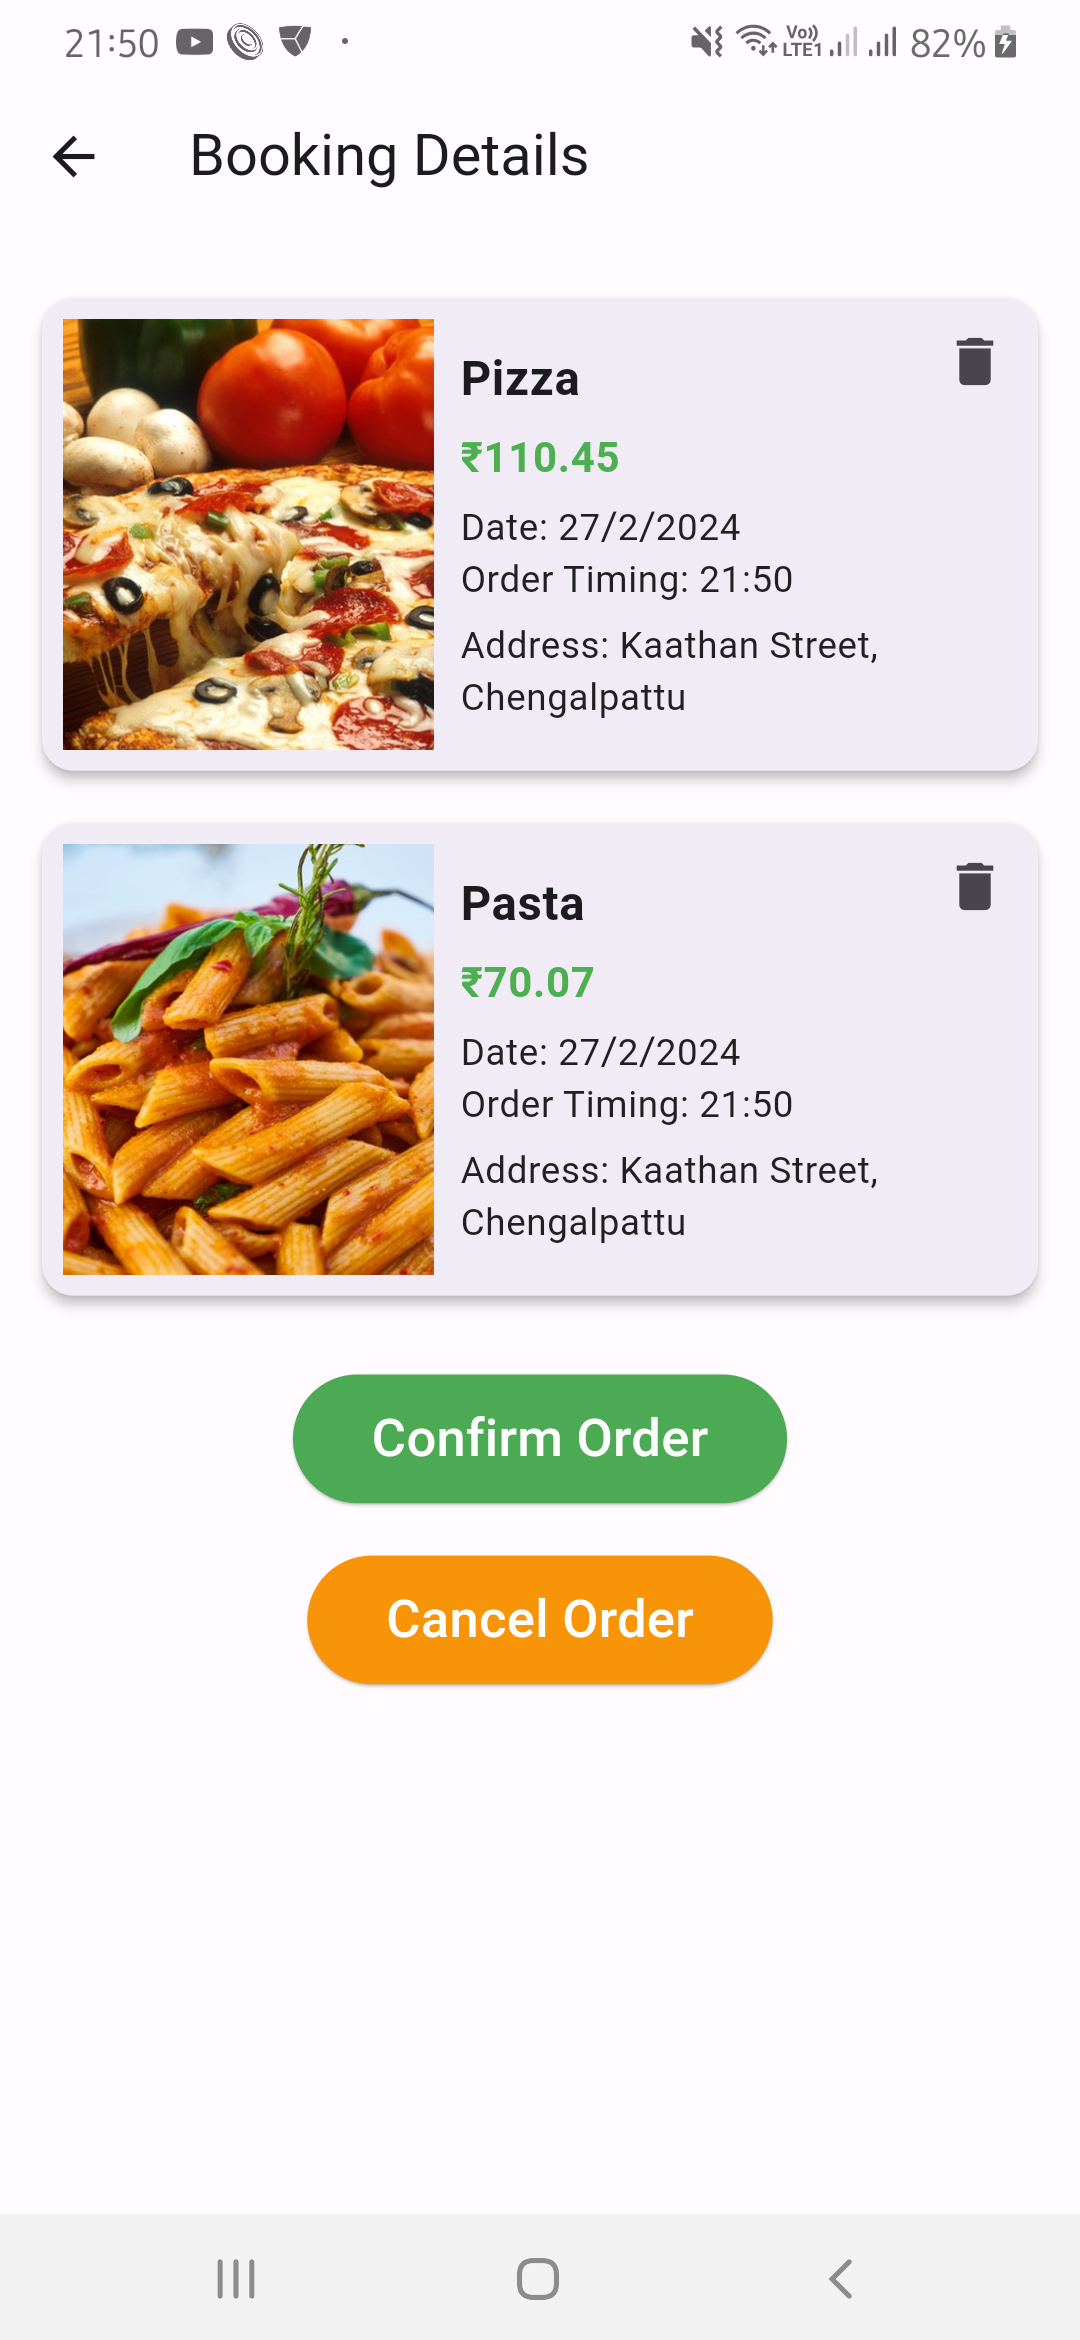 21:50
Vo))
LTE1
82%
Booking Details
Pizza
₹110.45
Date: 27/2/2024
Order Timing: 21:50
Address: Kaathan Street,
Chengalpattu
Pasta
₹70.07
Date: 27/2/2024
Order Timing: 21:50
Address: Kaathan Street,
Chengalpattu
Confirm Order
Cancel Order